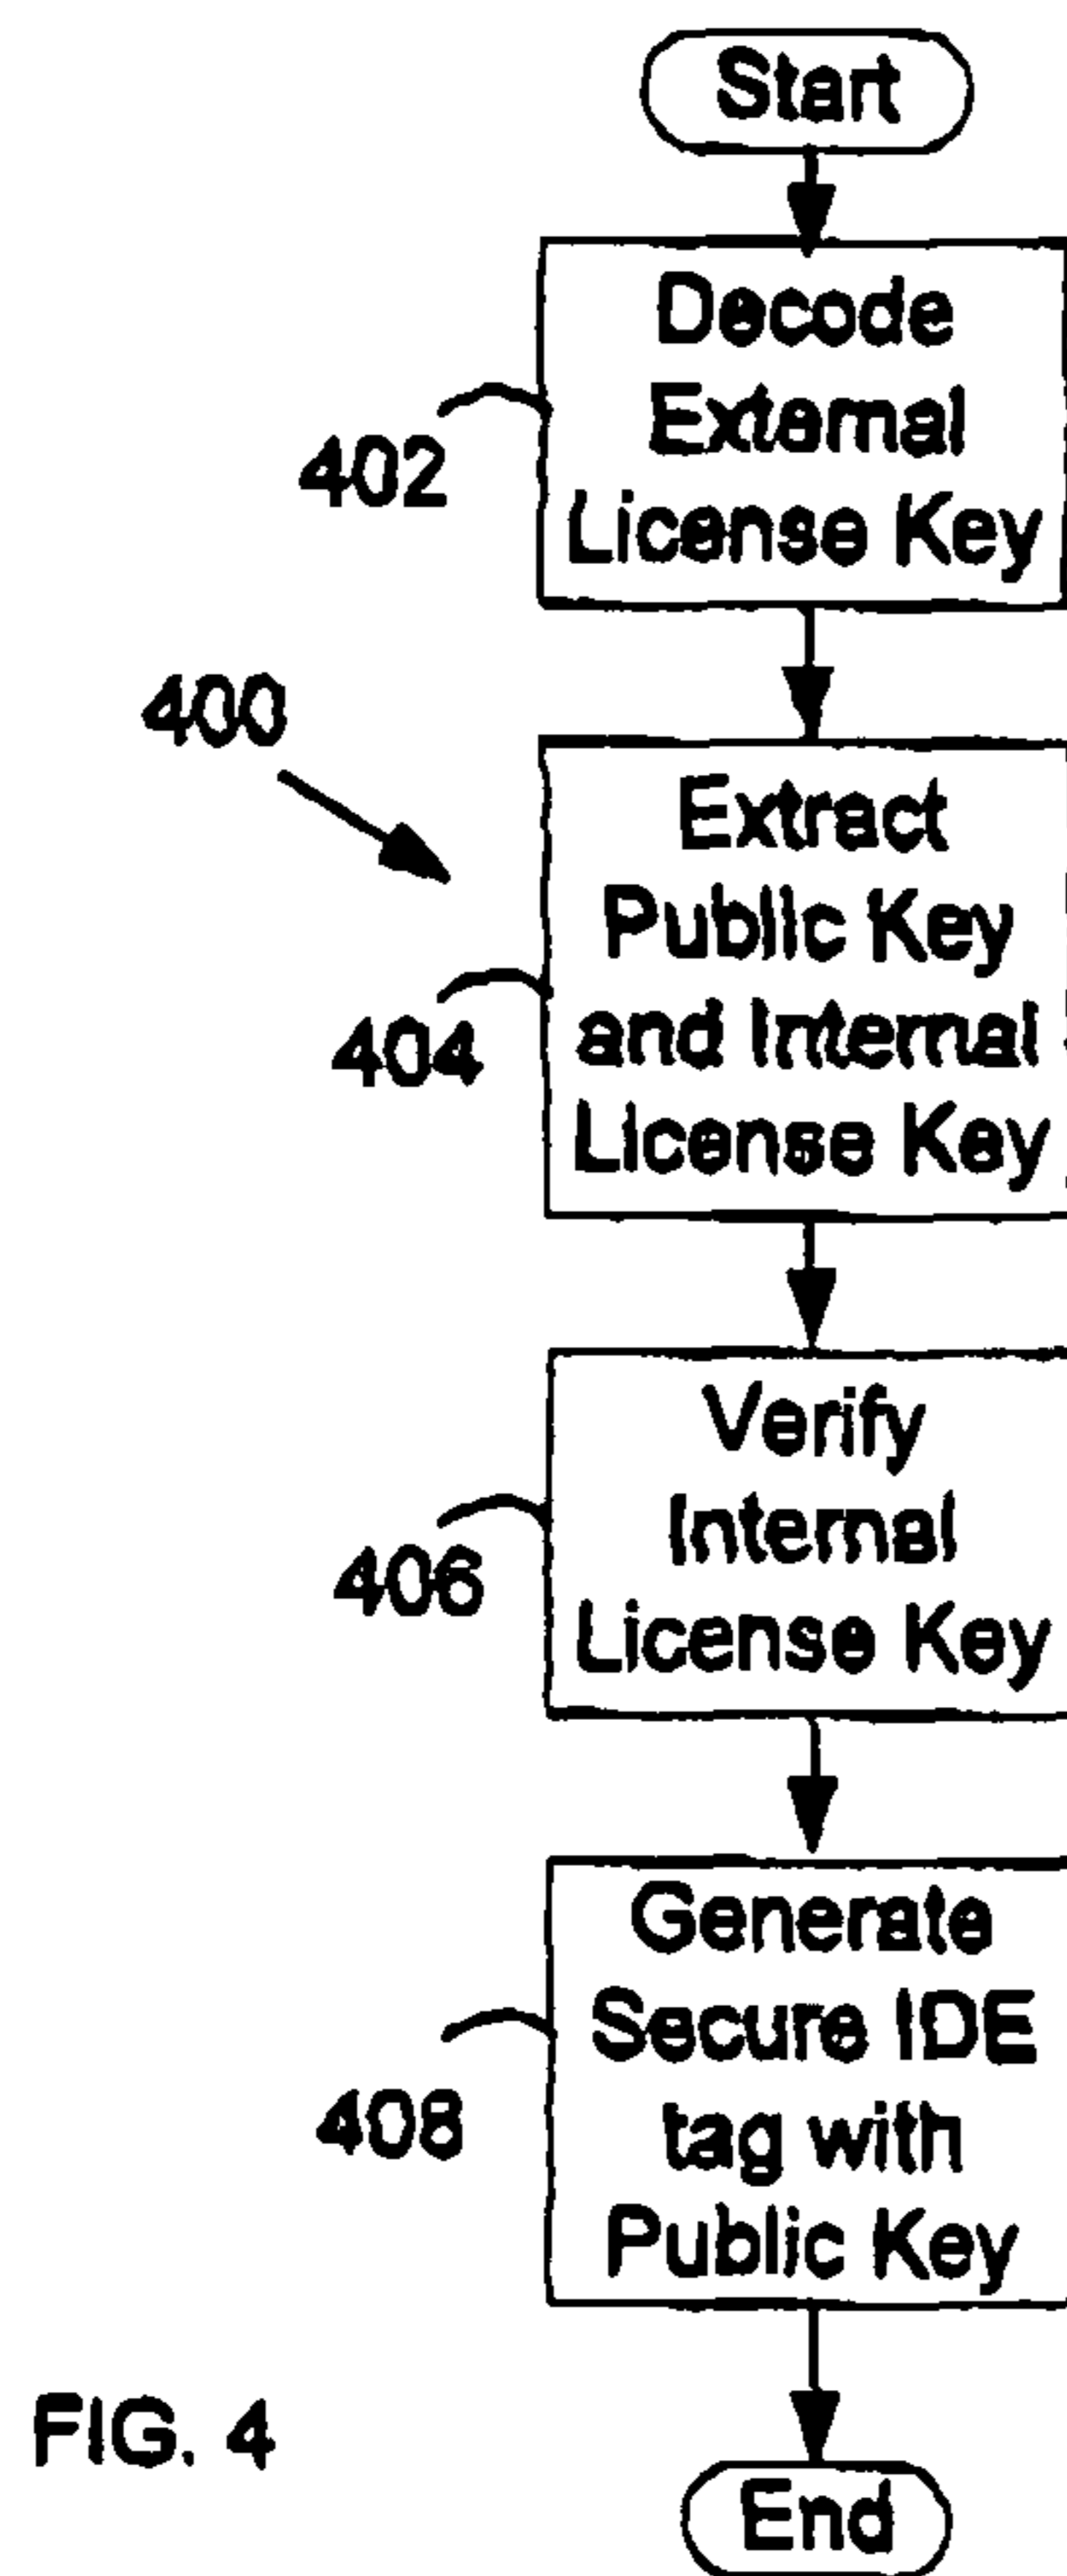 Start
Decode
External
License Key
402
400
Extract
Public Key
and Internal
License Key
404
Verify
Internal
License Key
406
Generate
Secure IDE
tag with
Public Key
408
FIG. 4
End